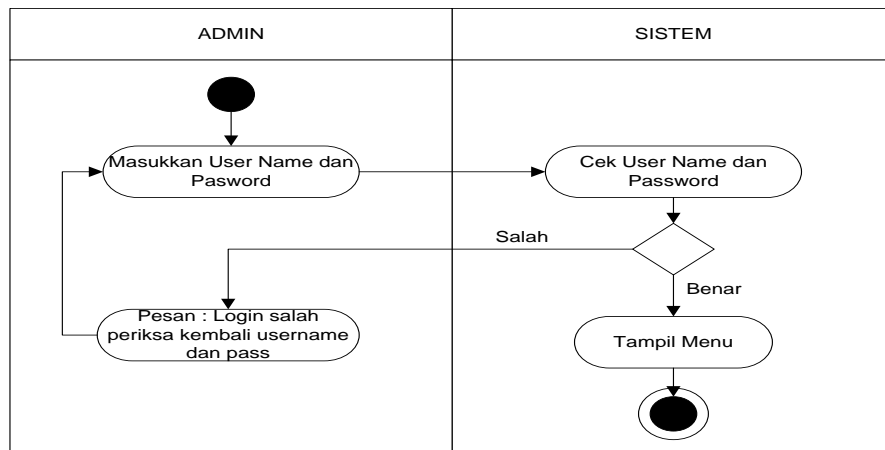 ADMIN
SISTEM
Masukkan User Name dan
Pasword
Cek User Name dan
Password
Salah
Benar
Pesan : Login salah
periksa kembali username
dan pass
Tampil Menu